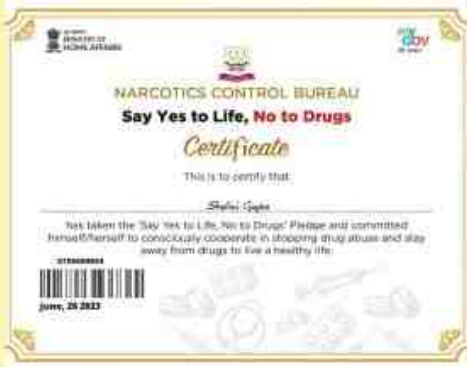 MINISTRY OF
HOME AFFAIRS
GOV
NARCOTICS CONTROL BUREAU
Say Yes to Life, No to Drugs
Certificate
This is to certify that
has taken the 'Say Yes to Life, No to Drugs' Pledge and committed
himself/herself to consciously cooperate in stopping drug abuse and stay
away from drugs to live a healthy life.
June, 26 2023